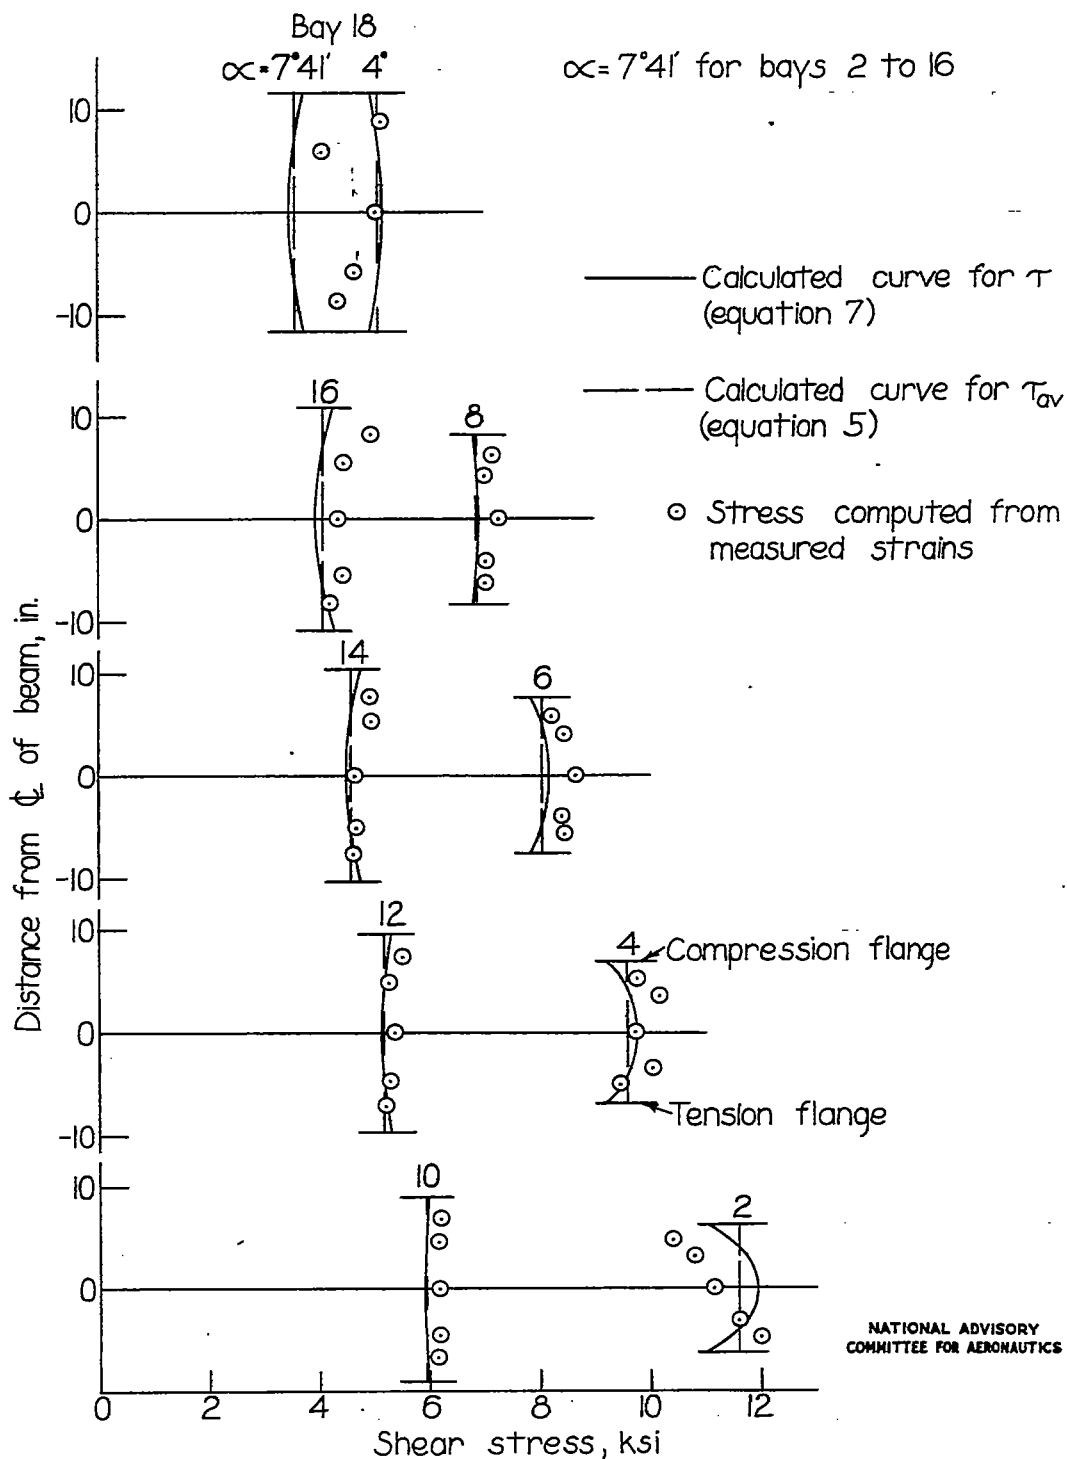 Bay 18
∝=7°41′ 4°
∝=7°41′ for bays 2 to 16
10
0
-10
Calculated curve for τ
(equation 7)
Calculated curve for τav
(equation 5)
Stress computed from
measured strains
16
8
10
0
-10
14
6
10
0
-10
Distance from ℄ of beam, in.
12
4
10
0
-10
Compression flange
Tension flange
10
2
10
0
NATIONAL ADVISORY
COMMITTEE FOR AERONAUTICS
0 2 4 6 8 10 12
Shear stress, ksi